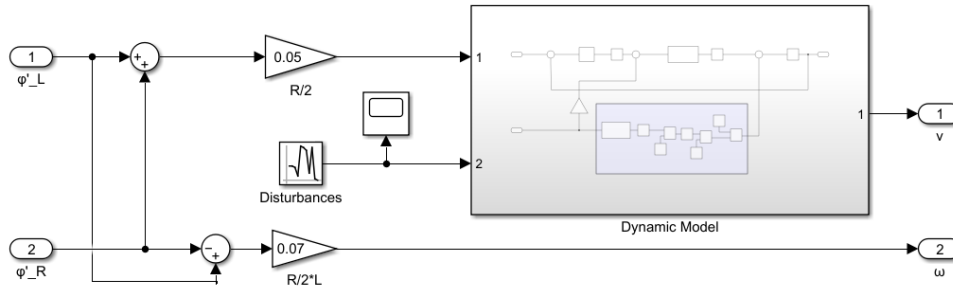 1
φ'_L
+
+
0.05
R/2
1
Disturbances
2
Dynamic Model
1
1
v
2
φ'_R
−
+
0.07
R/2*L
2
ω